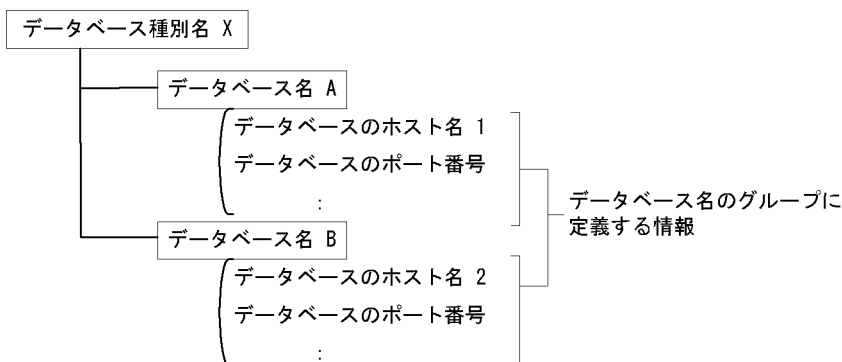 データベース種別名 X
データベース名 A
データベースのホスト名 1
データベースのポート番号
:
データベース名のグループに
定義する情報
データベース名 B
データベースのホスト名 2
データベースのポート番号
: